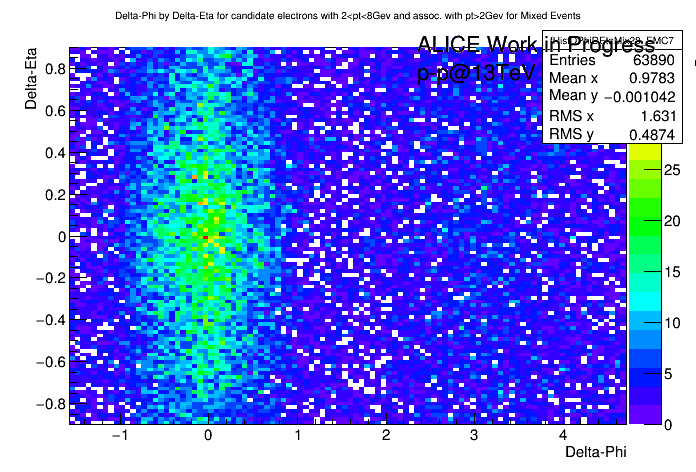 Delta-Phi by Delta-Eta for candidate electrons with 2<pt<8Gev and assoc. with pt>2Gev for Mixed Events
ALICE Work in Progress
p-p@13TeV
EMC7
Entries 63890
Mean x 0.9783
Mean y −0.001042
RMS x 1.631
RMS y 0.4874
Delta-Eta
0.8
0.6
0.4
0.2
0
−0.2
−0.4
−0.6
−0.8
25
20
15
10
5
0
−1 0 1 2 3 4
Delta-Phi